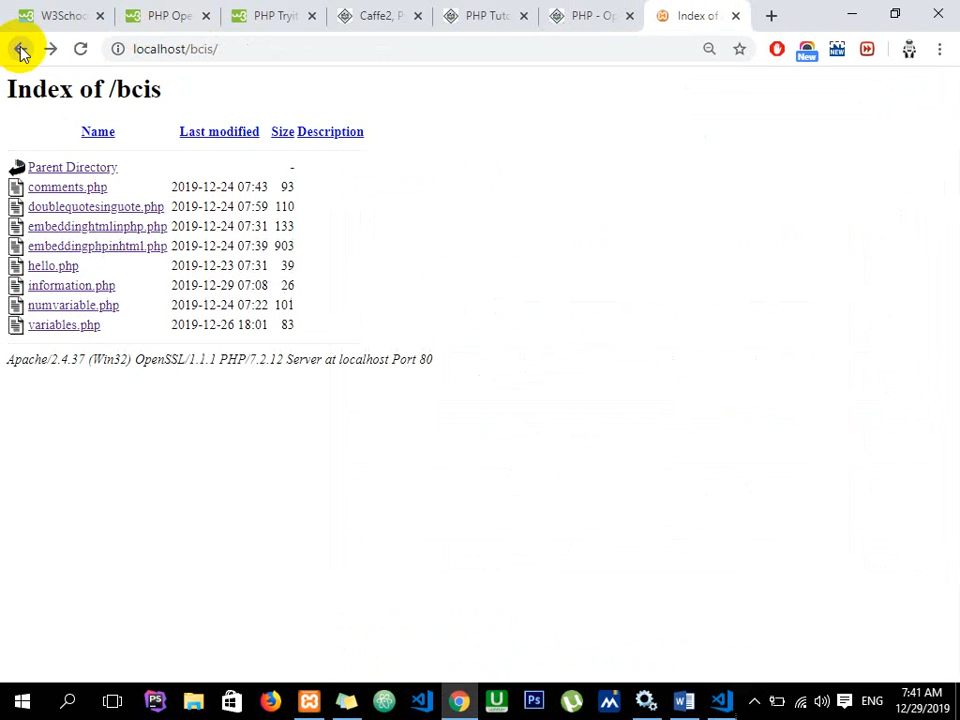 W3Schoo
PHP Ope
PHP Tryit
Caffe2, P
PHP Tuto
PHP - Op
Index of
localhost/bcis/
New
NEW
Index of /bcis
Name Last modified Size Description
Parent Directory -
comments.php 2019-12-24 07:43 93
doublequotesinguote.php 2019-12-24 07:59 110
embeddinghtmlinphp.php 2019-12-24 07:31 133
embeddingphpinhtml.php 2019-12-24 07:39 903
hello.php 2019-12-23 07:31 39
information.php 2019-12-29 07:08 26
numvariable.php 2019-12-24 07:22 101
variables.php 2019-12-26 18:01 83
Apache/2.4.37 (Win32) OpenSSL/1.1.1 PHP/7.2.12 Server at localhost Port 80
ENG
7:41 AM
12/29/2019